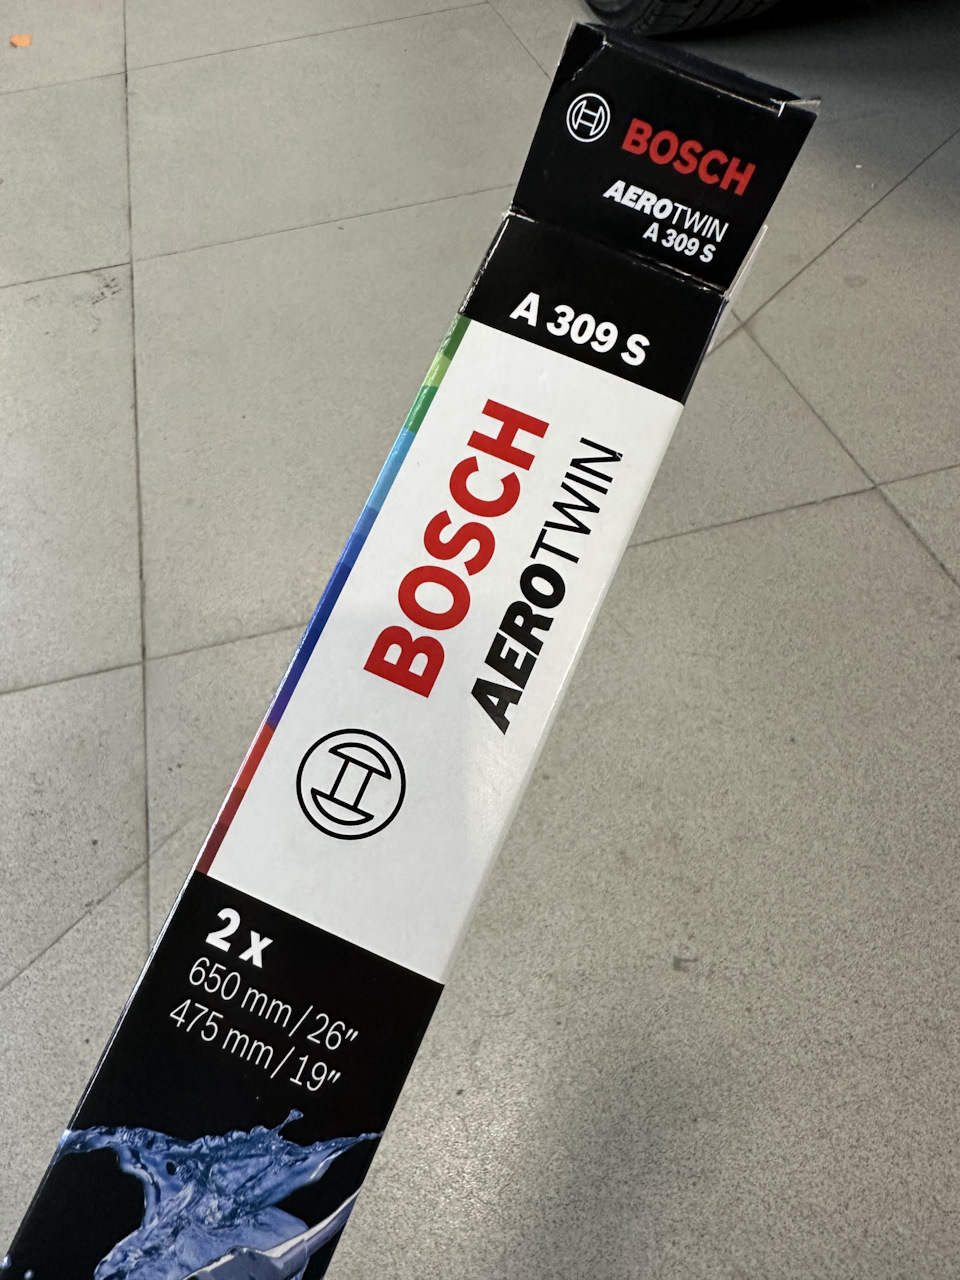 BOSCH
AEROTWIN
A 309 S
A 309 S
BOSCH
AEROTWIN
2 x
650 mm / 26"
475 mm / 19"